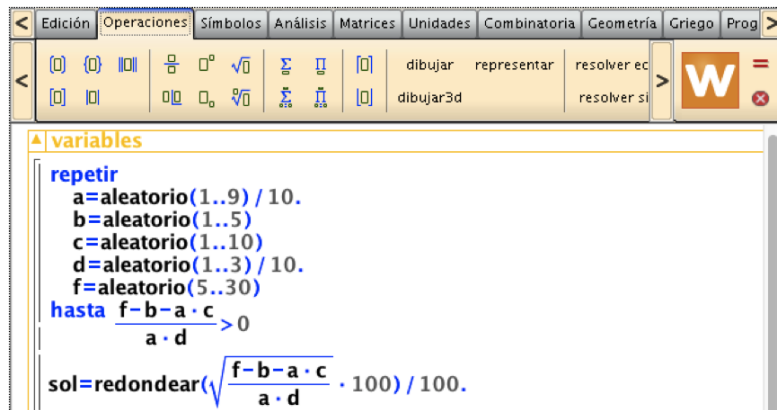 Edición Operaciones Símbolos Análisis Matrices Unidades Combinatoria Geometría Griego Prog
dibujar representar resolver ec
dibujar3d resolver si
W
variables
repetir
a=aleatorio(1..9)/10.
b=aleatorio(1..5)
c=aleatorio(1..10)
d=aleatorio(1..3)/10.
f=aleatorio(5..30)
hasta (f-b-a·c)/(a·d)>0
sol=redondear(√((f-b-a·c)/(a·d))·100)/100.